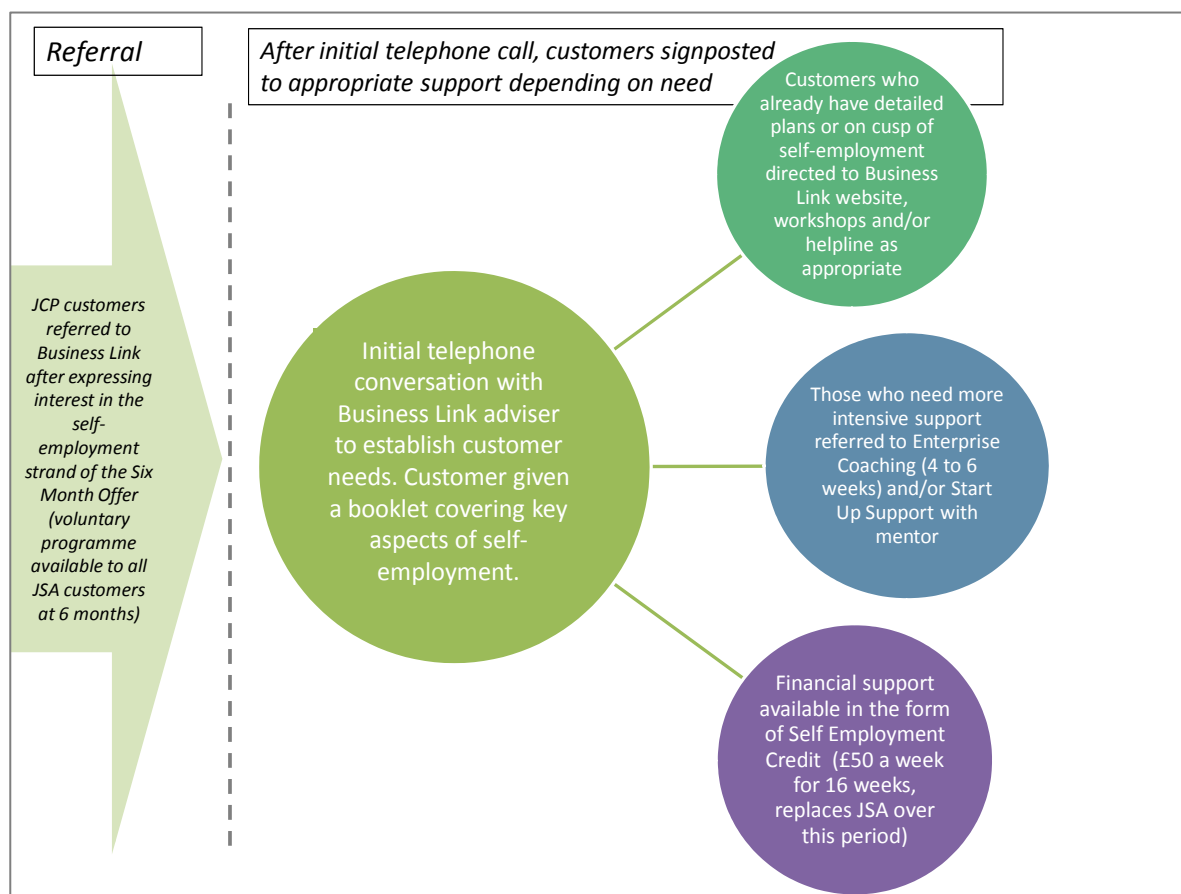 Referral
After initial telephone call, customers signposted
to appropriate support depending on need
JCP customers
referred to
Business Link
after expressing
interest in the
self-
employment
strand of the Six
Month Offer
(voluntary
programme
available to all
JSA customers
at 6 months)
Initial telephone
conversation with
Business Link adviser
to establish customer
needs. Customer given
a booklet covering key
aspects of self-
employment.
Customers who
already have detailed
plans or on cusp of
self-employment
directed to Business
Link website,
workshops and/or
helpline as
appropriate
Those who need more
intensive support
referred to Enterprise
Coaching (4 to 6
weeks) and/or Start
Up Support with
mentor
Financial support
available in the form
of Self Employment
Credit (£50 a week
for 16 weeks,
replaces JSA over
this period)